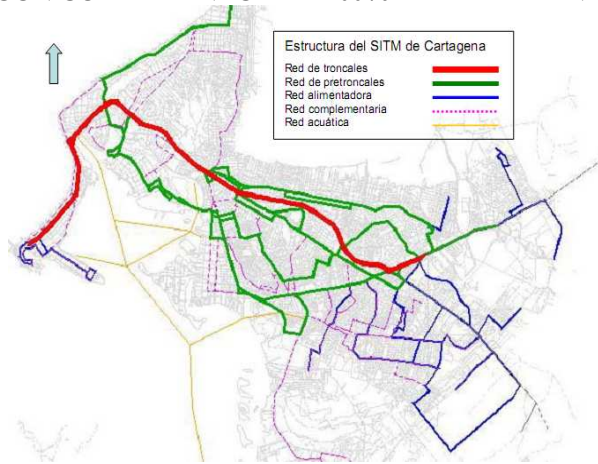 Estructura del SITM de Cartagena
Red de troncales
Red de pretroncales
Red alimentadora
Red complementaria
Red acuática